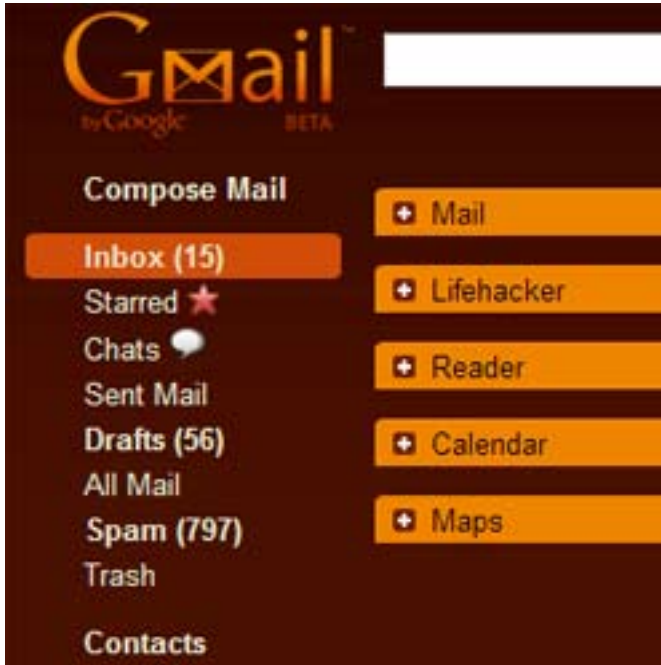 Gmail™
by Google BETA
Compose Mail
Inbox (15)
Starred
Chats
Sent Mail
Drafts (56)
All Mail
Spam (797)
Trash
Contacts
Mail
Lifehacker
Reader
Calendar
Maps